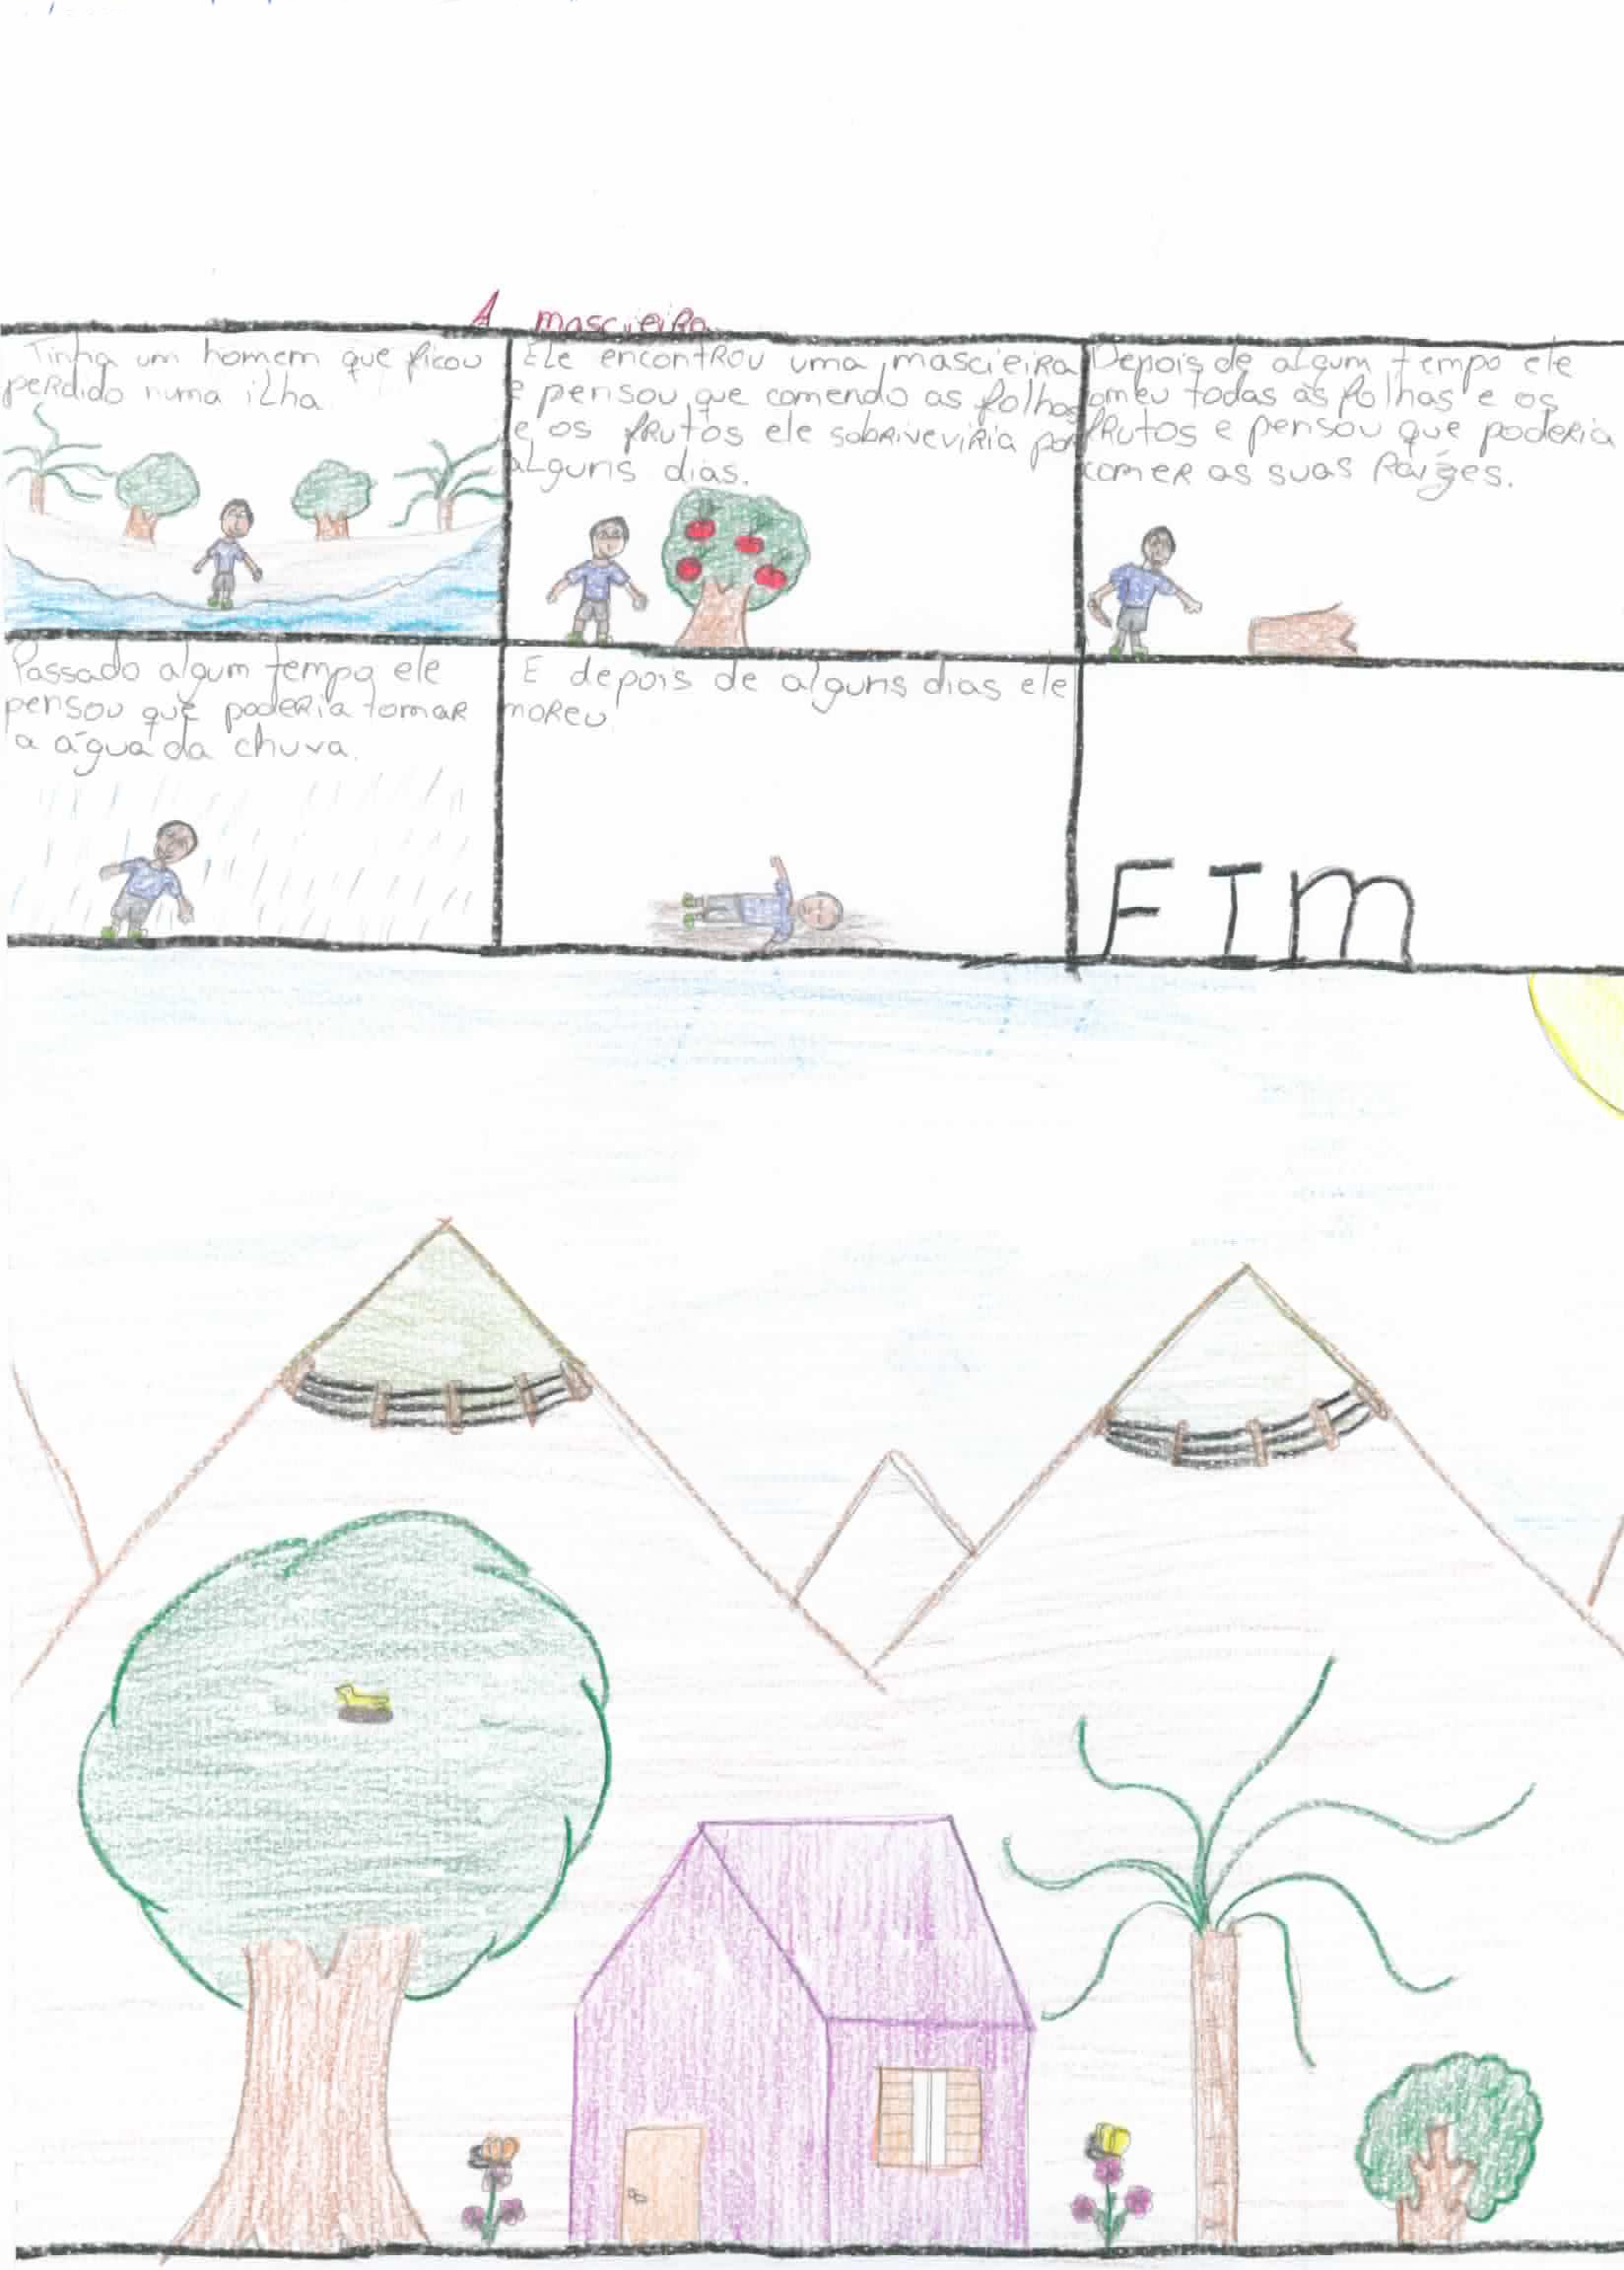 A mascieira
Tinha um homem que ficou
perdido numa ilha.
Ele encontrou uma mascieira
e pensou que comendo as folhas
e os frutos ele sobriveviria por
alguns dias.
Depois de algum tempo ele
comeu todas as folhas e os
frutos e pensou que poderia
comer as suas raizes.
Passado algum tempo ele
pensou que poderia tomar
a água da chuva.
E depois de alguns dias ele
moreu
FIM